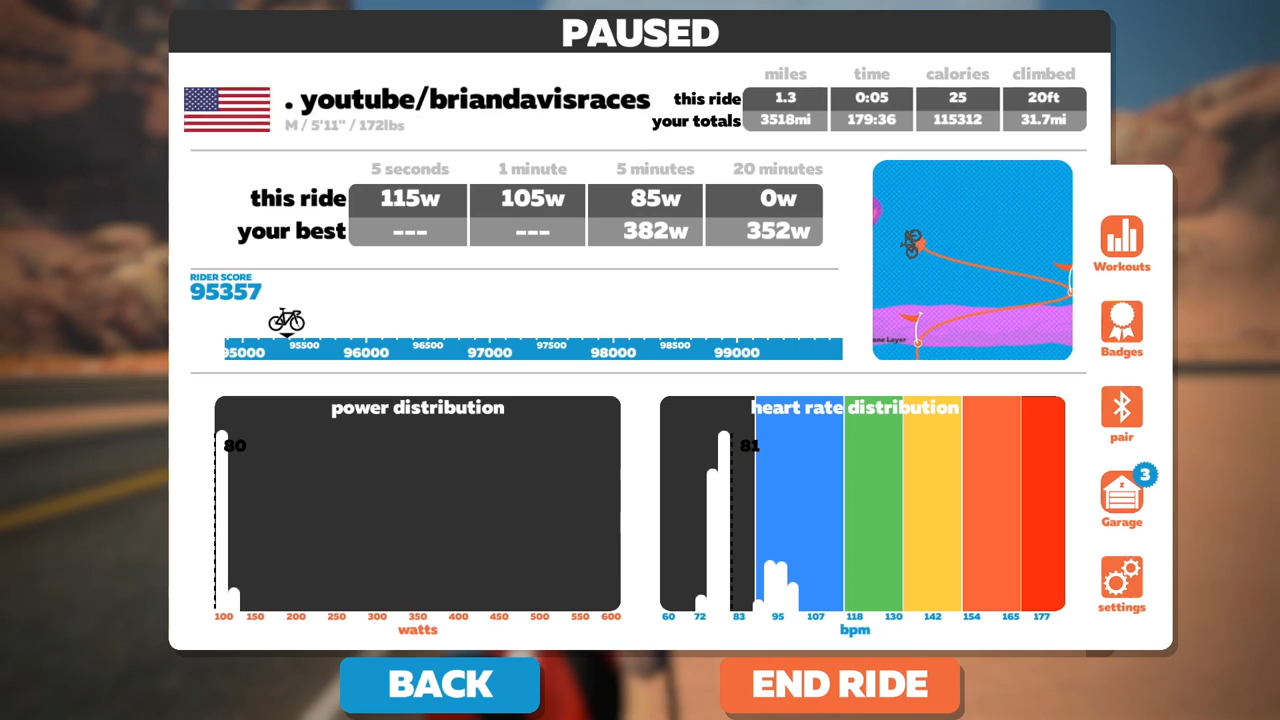 PAUSED
miles time calories climbed
. youtube/briandavisraces this ride 1.3 0:05 25 20ft
M / 5'11" / 172lbs your totals 3518mi 179:36 115312 31.7mi
5 seconds 1 minute 5 minutes 20 minutes
this ride 115w 105w 85w 0w
your best --- --- 382w 352w
RIDER SCORE
95357
95000 95500 96000 96500 97000 97500 98000 98500 99000
one Layer
Workouts
Badges
pair
3
Garage
settings
power distribution
80
100 150 200 250 300 350 400 450 500 550 600
watts
heart rate distribution
81
60 72 83 95 107 118 130 142 154 165 177
bpm
BACK END RIDE